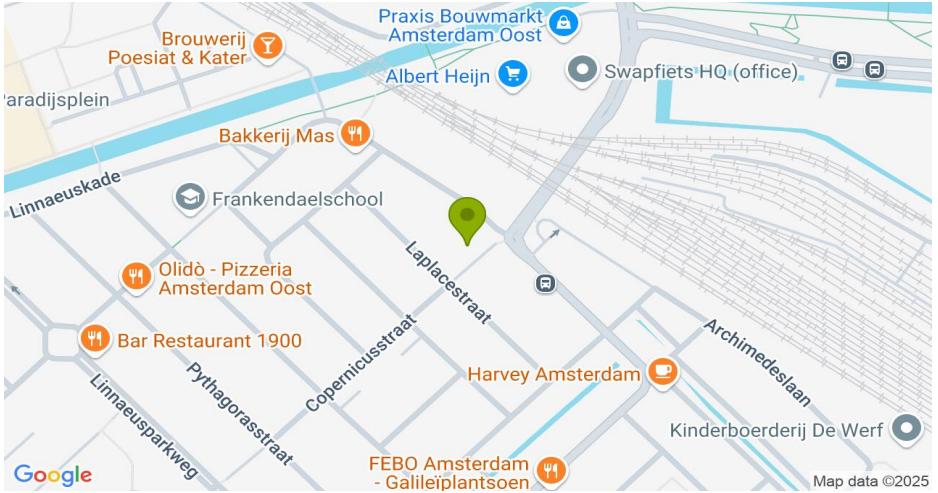 Praxis Bouwmarkt
Amsterdam Oost
Brouwerij
Poesiat & Kater
Albert Heijn
Swapfiets HQ (office)
Paradijsplein
Bakkerij Mas
Linnaeuskade
Frankendaelschool
Laplacestraat
Olidò - Pizzeria
Amsterdam Oost
Bar Restaurant 1900
Copernicusstraat
Archimedeslaan
Pythagorasstraat
Linnaeusparkweg
Harvey Amsterdam
Kinderboerderij De Werf
FEBO Amsterdam
- Galileïplantsoen
Google
Map data ©2025